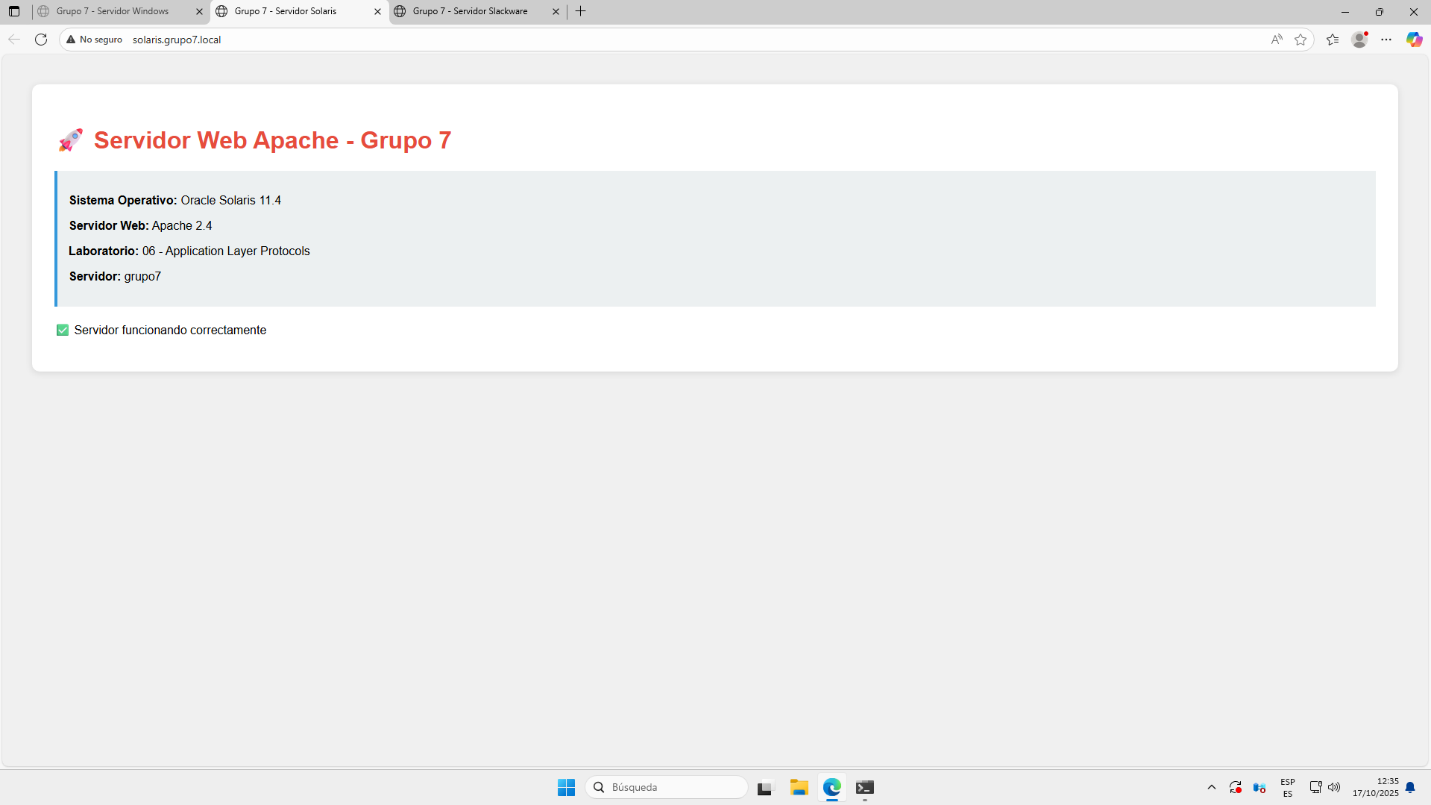 Grupo 7 - Servidor Windows
Grupo 7 - Servidor Solaris
Grupo 7 - Servidor Slackware
No seguro
solaris.grupo7.local
🚀 Servidor Web Apache - Grupo 7
Sistema Operativo: Oracle Solaris 11.4
Servidor Web: Apache 2.4
Laboratorio: 06 - Application Layer Protocols
Servidor: grupo7
✅ Servidor funcionando correctamente
Búsqueda
ESP
ES
12:35
17/10/2025